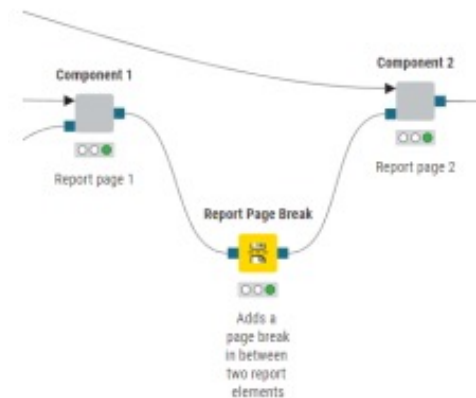 Component 1
Report page 1
Component 2
Report page 2
Report Page Break
Adds a
page break
in between
two report
elements